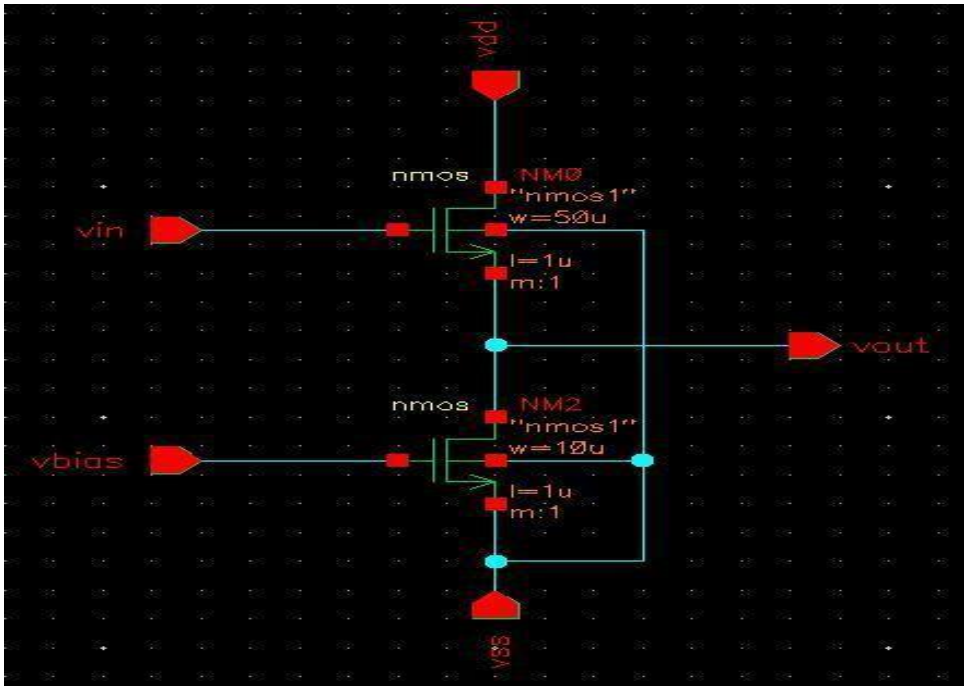 vdd
nmos NM0
"nmos1"
w=50u
vin
l=1u
m:1
vout
nmos NM2
"nmos1"
w=10u
vbias
l=1u
m:1
vss